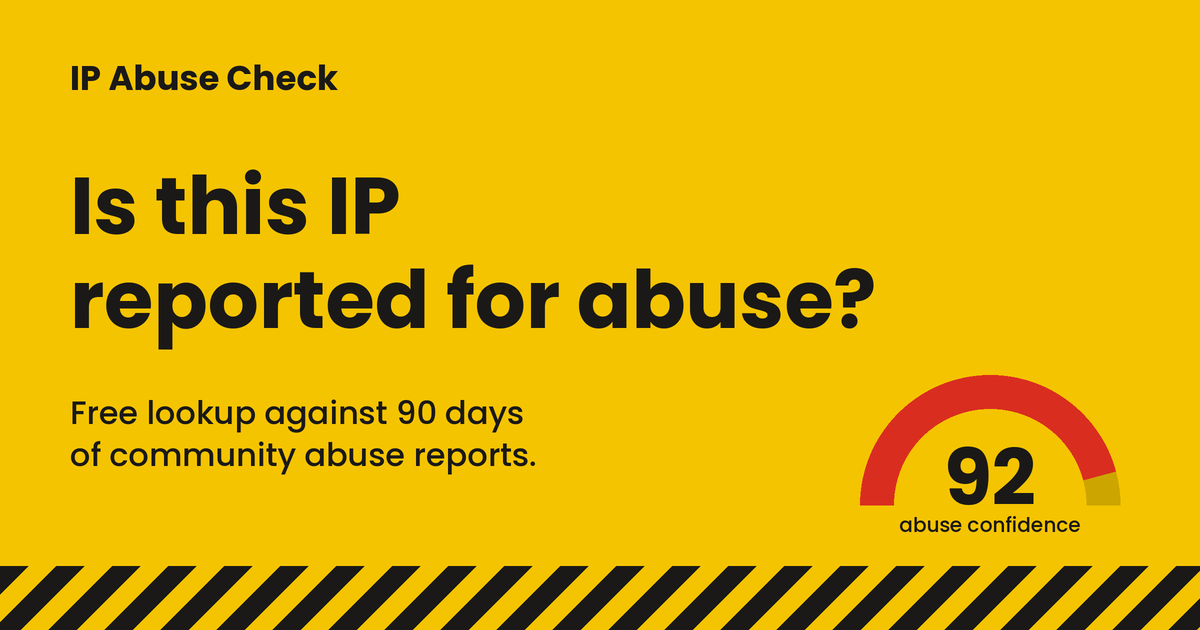 IP Abuse Check
Is this IP
reported for abuse?
Free lookup against 90 days
of community abuse reports.
92
abuse confidence